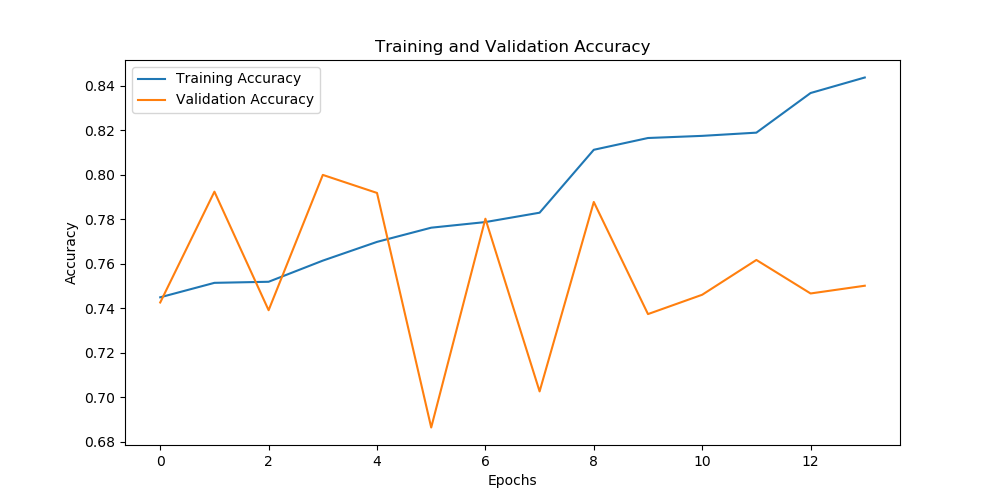 Training and Validation Accuracy
Training Accuracy
Validation Accuracy
Accuracy
0.84
0.82
0.80
0.78
0.76
0.74
0.72
0.70
0.68
0 2 4 6 8 10 12
Epochs